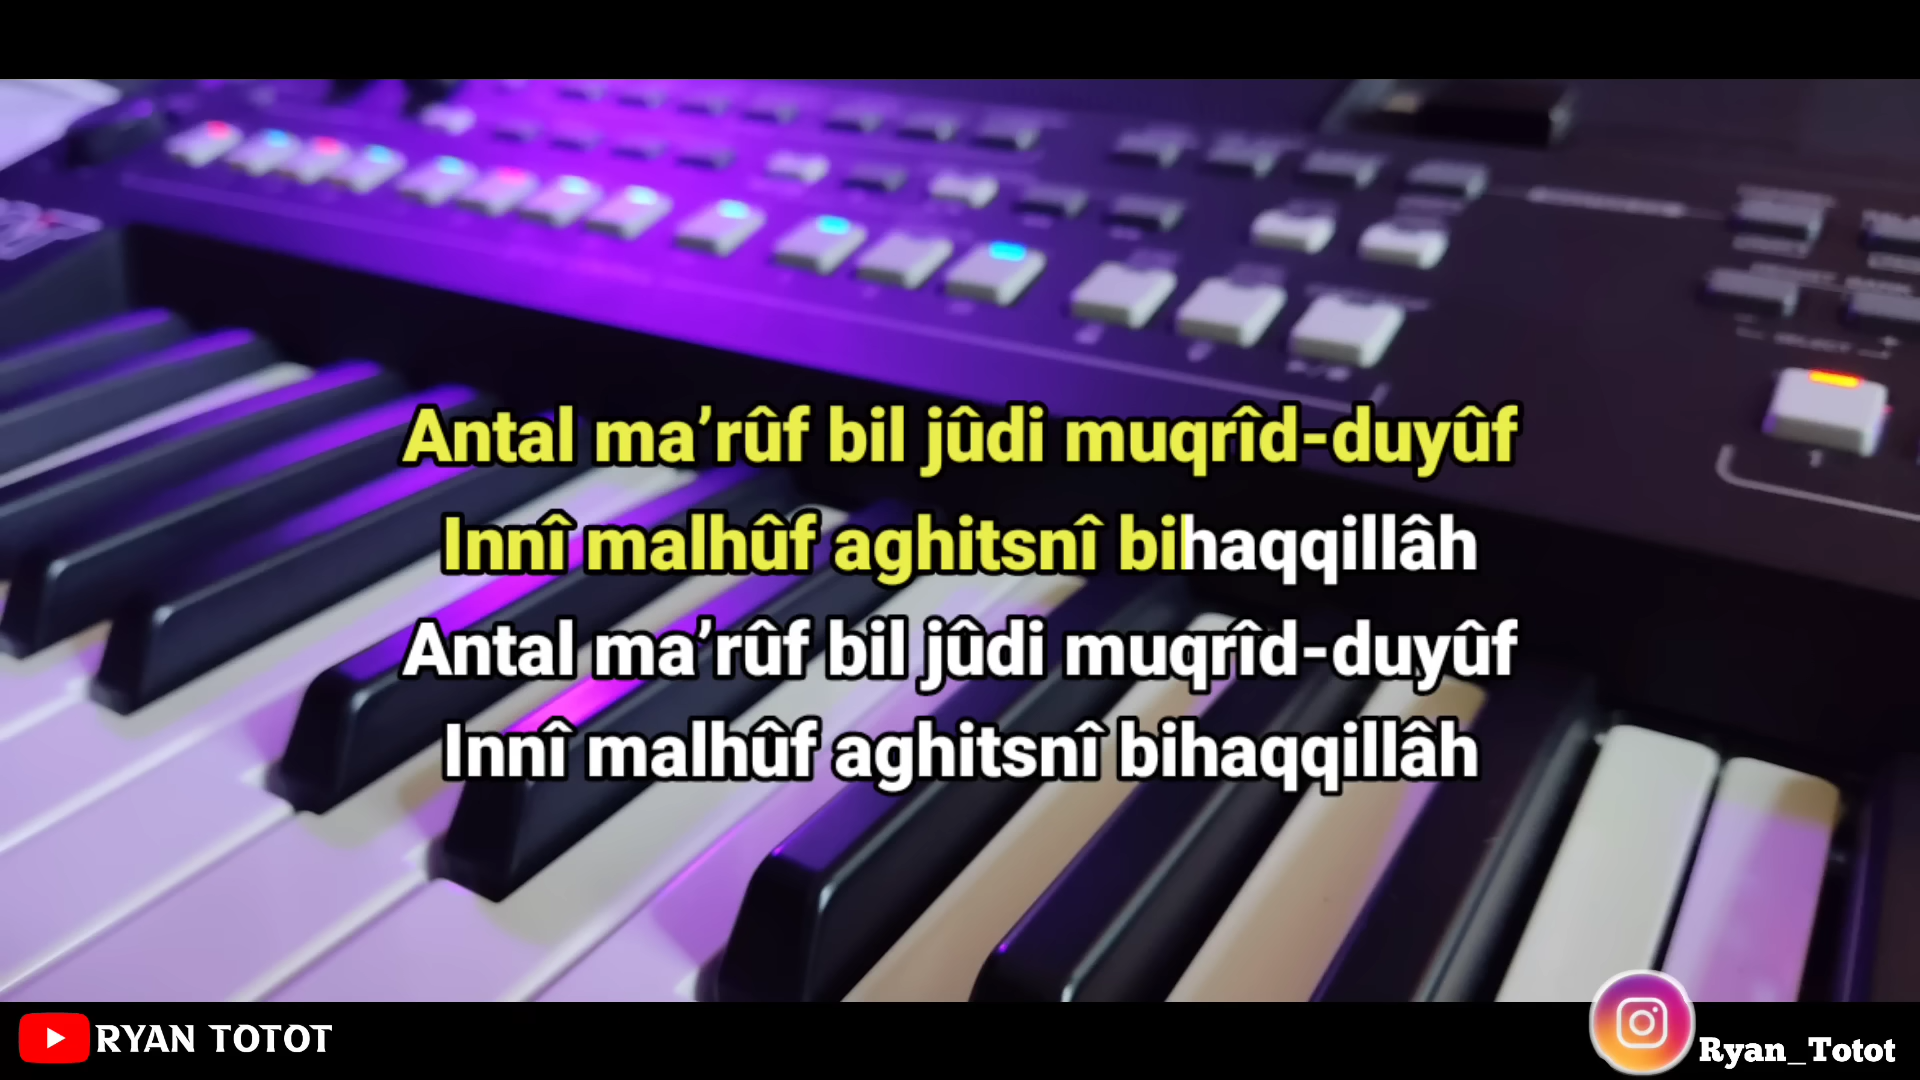 Antal ma’rûf bil jûdi muqrîd-duyûf
Innî malhûf aghitsnî bihaqqillâh
Antal ma’rûf bil jûdi muqrîd-duyûf
Innî malhûf aghitsnî bihaqqillâh
RYAN TOTOT
Ryan_Totot